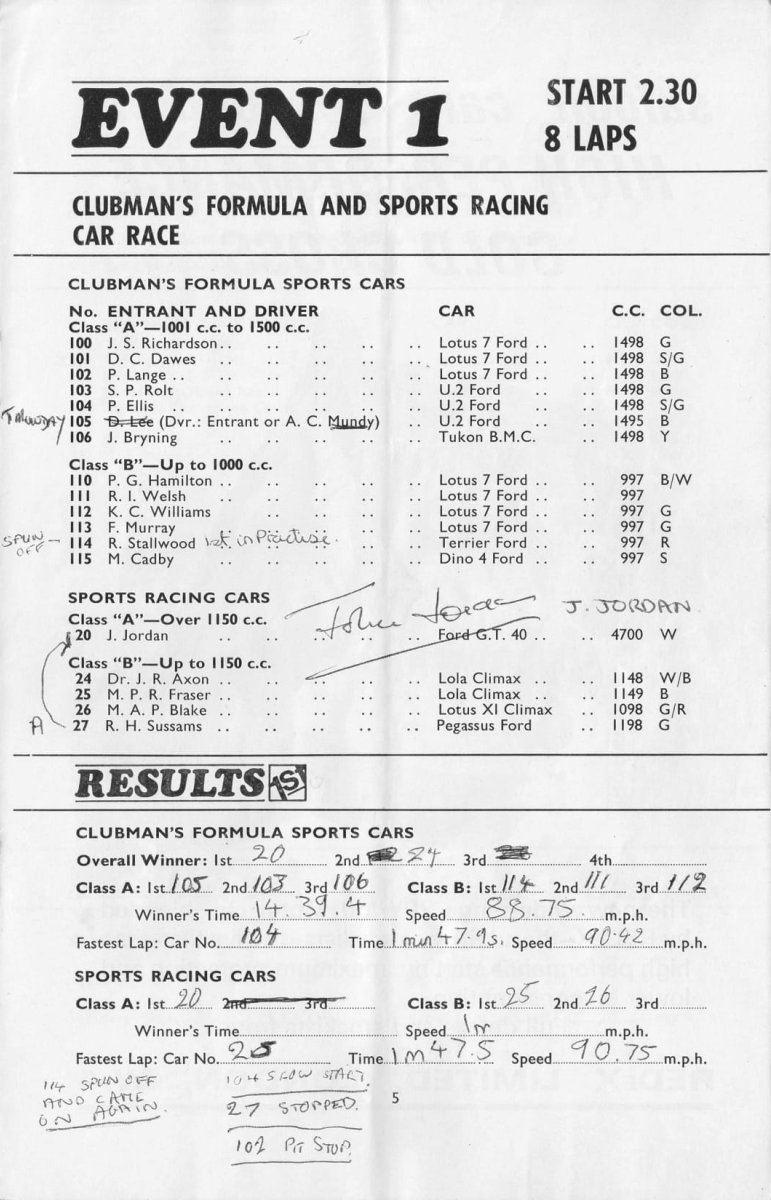 EVENT 1
START 2.30
8 LAPS
CLUBMAN'S FORMULA AND SPORTS RACING
CAR RACE
CLUBMAN'S FORMULA SPORTS CARS
No. ENTRANT AND DRIVER CAR C.C. COL.
Class "A"—1001 c.c. to 1500 c.c.
100 J. S. Richardson .. .. .. .. .. Lotus 7 Ford .. .. 1498 G
101 D. C. Dawes .. .. .. .. .. Lotus 7 Ford .. .. 1498 S/G
102 P. Lange .. .. .. .. .. .. Lotus 7 Ford .. .. 1498 B
103 S. P. Rolt .. .. .. .. .. U.2 Ford .. .. 1498 G
104 P. Ellis .. .. .. .. .. .. U.2 Ford .. .. 1498 S/G
105 D. Lee (Dvr.: Entrant or A. C. Mundy) .. U.2 Ford .. .. 1495 B
106 J. Bryning .. .. .. .. .. Tukon B.M.C. .. 1498 Y
Class "B"—Up to 1000 c.c.
110 P. G. Hamilton .. .. .. .. .. Lotus 7 Ford .. .. 997 B/W
111 R. I. Welsh .. .. .. .. .. Lotus 7 Ford .. .. 997
112 K. C. Williams .. .. .. .. .. Lotus 7 Ford .. .. 997 G
113 F. Murray .. .. .. .. .. Lotus 7 Ford .. .. 997 G
SPUN OFF — 114 R. Stallwood 1st in Practise. .. Terrier Ford .. .. 997 R
115 M. Cadby .. .. .. .. .. Dino 4 Ford .. .. 997 S
SPORTS RACING CARS
John Jordan J. JORDAN
Class "A"—Over 1150 c.c.
20 J. Jordan .. .. .. .. .. Ford G.T. 40 .. .. 4700 W
Class "B"—Up to 1150 c.c.
24 Dr. J. R. Axon .. .. .. .. .. Lola Climax .. .. 1148 W/B
25 M. P. R. Fraser .. .. .. .. .. Lola Climax .. .. 1149 B
26 M. A. P. Blake .. .. .. .. .. Lotus XI Climax .. 1098 G/R
A 27 R. H. Sussams .. .. .. .. .. Pegassus Ford .. 1198 G
RESULTS 1ST
CLUBMAN'S FORMULA SPORTS CARS
Overall Winner: 1st 20 2nd 24 3rd 4th
Class A: 1st 105 2nd 103 3rd 106 Class B: 1st 114 2nd 111 3rd 112
Winner's Time 14.39.4 Speed 88.75 m.p.h.
Fastest Lap: Car No. 104 Time 1 min 47.9s. Speed 90.42 m.p.h.
SPORTS RACING CARS
Class A: 1st 20 2nd 3rd Class B: 1st 25 2nd 26 3rd
Winner's Time Speed m.p.h.
Fastest Lap: Car No. Time 1m 47.5 Speed 90.75 m.p.h.
114 SPUN OFF
AND CAME
ON AGAIN.
104 SLOW START.
27 STOPPED.
102 PIT STOP.
5